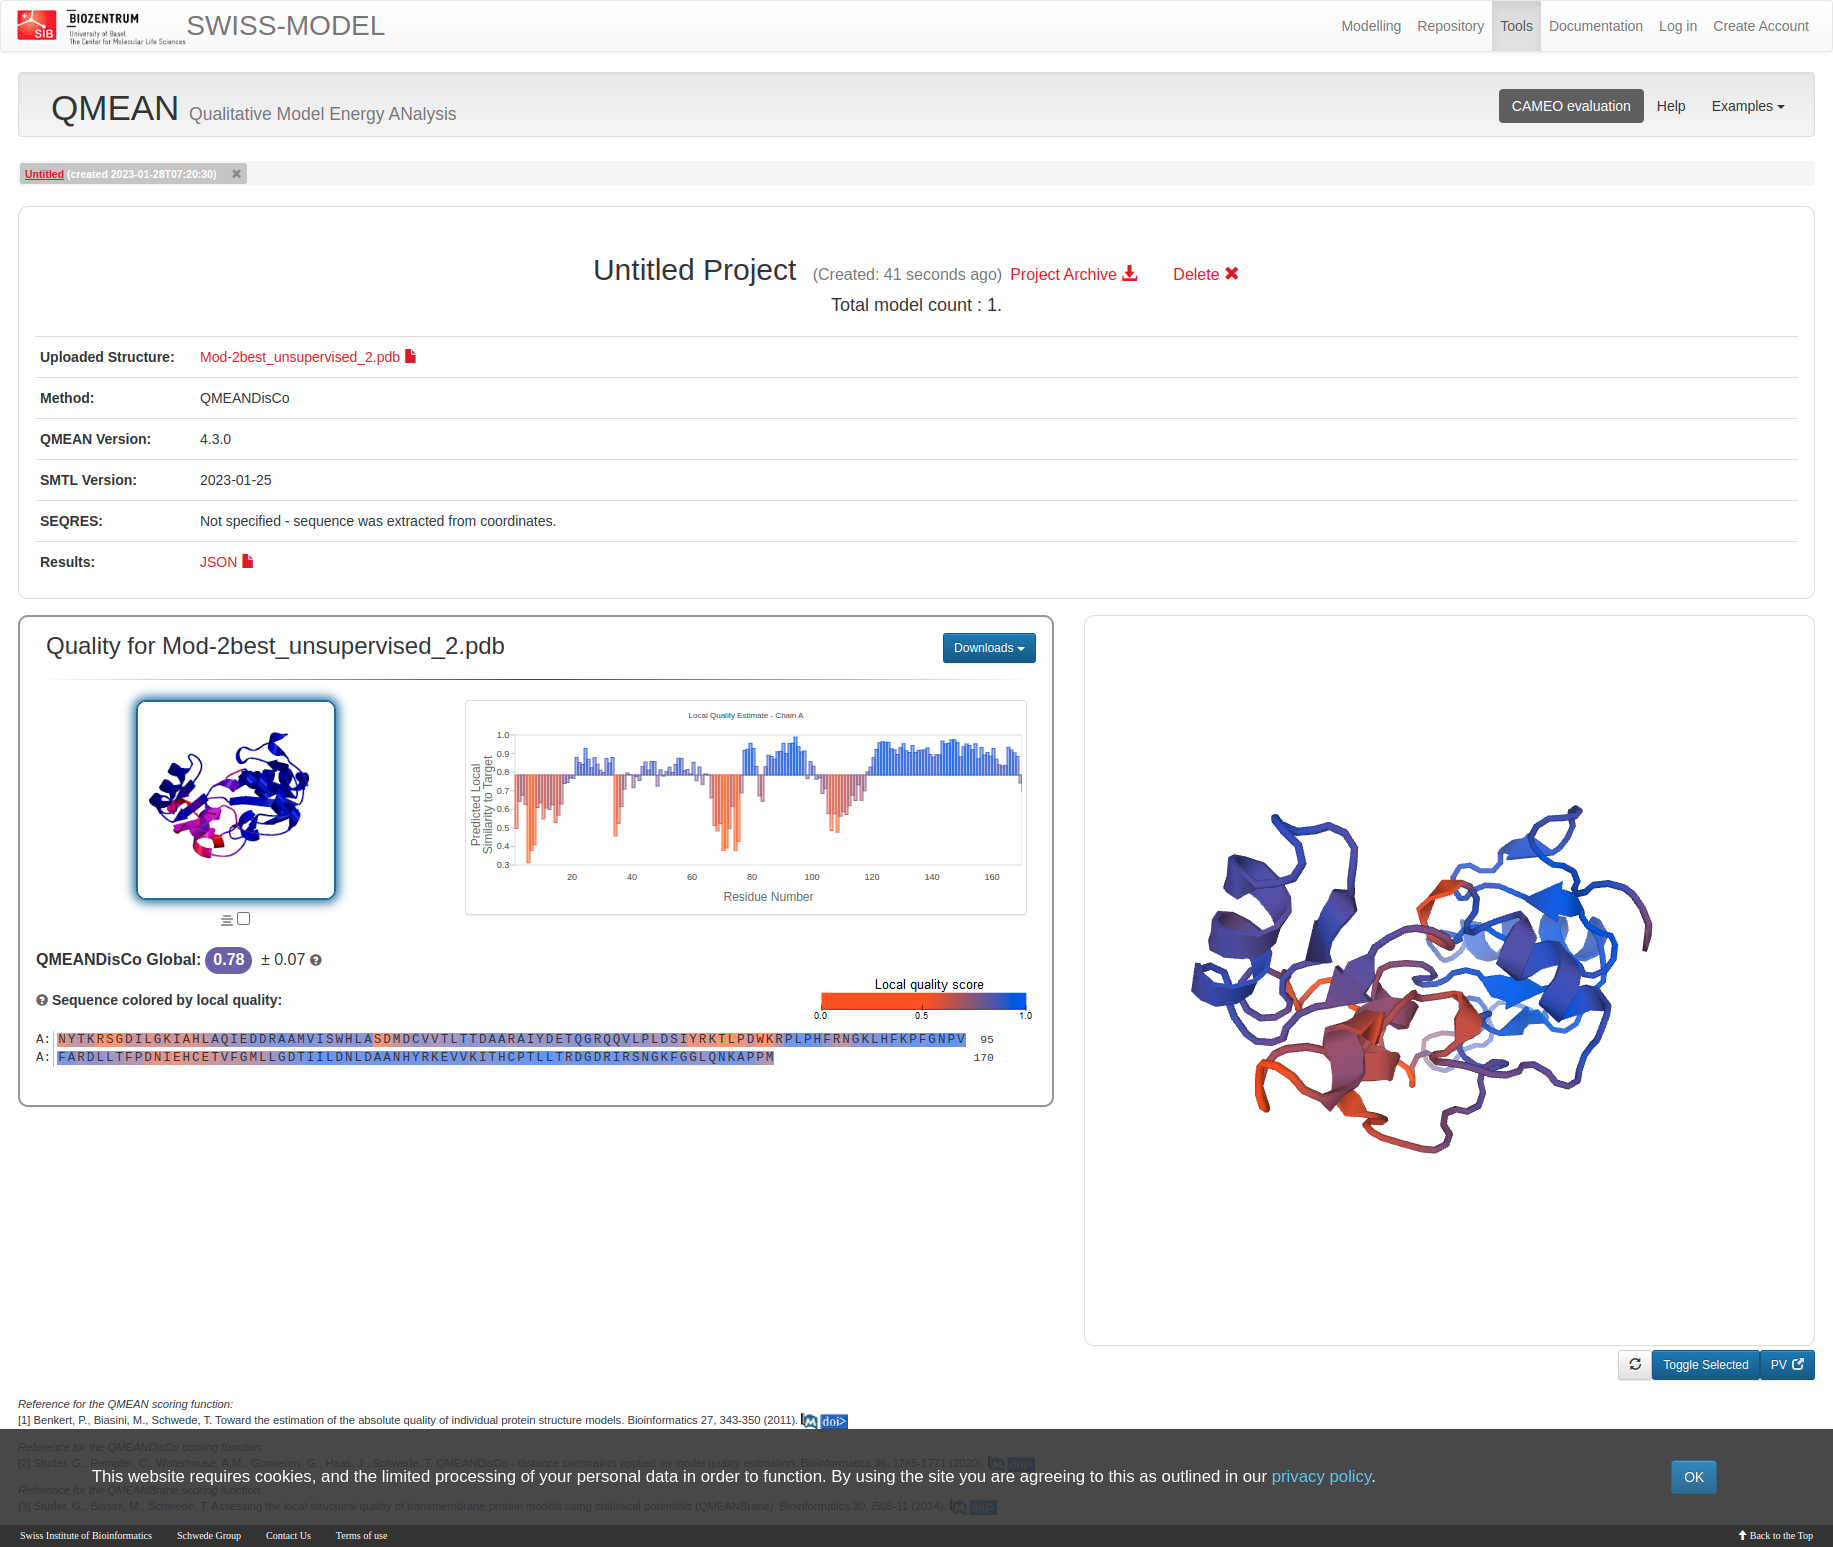 SIB
BIOZENTRUM
University of Basel
The Center for Molecular Life Sciences
SWISS-MODEL
Modelling Repository Tools Documentation Log in Create Account
QMEAN Qualitative Model Energy ANalysis
CAMEO evaluation Help Examples
Untitled (created 2023-01-28T07:20:30)
Untitled Project (Created: 41 seconds ago) Project Archive Delete
Total model count : 1.
Uploaded Structure: Mod-2best_unsupervised_2.pdb
Method: QMEANDisCo
QMEAN Version: 4.3.0
SMTL Version: 2023-01-25
SEQRES: Not specified - sequence was extracted from coordinates.
Results: JSON
Quality for Mod-2best_unsupervised_2.pdb
Downloads
Local Quality Estimate - Chain A
Predicted Local
Similarity to Target
1.0
0.9
0.8
0.7
0.6
0.5
0.4
0.3
20 40 60 80 100 120 140 160
Residue Number
QMEANDisCo Global: 0.78 ± 0.07
Sequence colored by local quality:
Local quality score
0.0 0.5 1.0
A: NYTKRSGDILGKIAHLAQIEDDRAAMVISWHLASDMDCVVTLTTDAARAIYDETQGRQQVLPLDSIYRKTLPDWKRPLPHFRNGKLHFKPFGNPV 95
A: FARDLLTFPDNIEHCETVFGMLLGDTIILDNLDAANHYRKEVVKITHCPTLLTRDGDRIRSNGKFGGLQNKAPPM 170
Toggle Selected PV
Reference for the QMEAN scoring function:
[1] Benkert, P., Biasini, M., Schwede, T. Toward the estimation of the absolute quality of individual protein structure models. Bioinformatics 27, 343-350 (2011). M doi>
Reference for the QMEANDisCo scoring function:
[2] Studer, G., Rempfer, C., Waterhouse, A.M., Gumienny, G., Haas, J., Schwede, T. QMEANDisCo - distance constraints applied on model quality estimation. Bioinformatics 36, 1765-1771 (2020). M doi>
This website requires cookies, and the limited processing of your personal data in order to function. By using the site you are agreeing to this as outlined in our privacy policy.
OK
Reference for the QMEANBrane scoring function:
[3] Studer, G., Biasini, M., Schwede, T. Assessing the local structural quality of transmembrane protein models using statistical potentials (QMEANBrane). Bioinformatics 30, i505-11 (2014). M doi>
Swiss Institute of Bioinformatics Schwede Group Contact Us Terms of use
Back to the Top